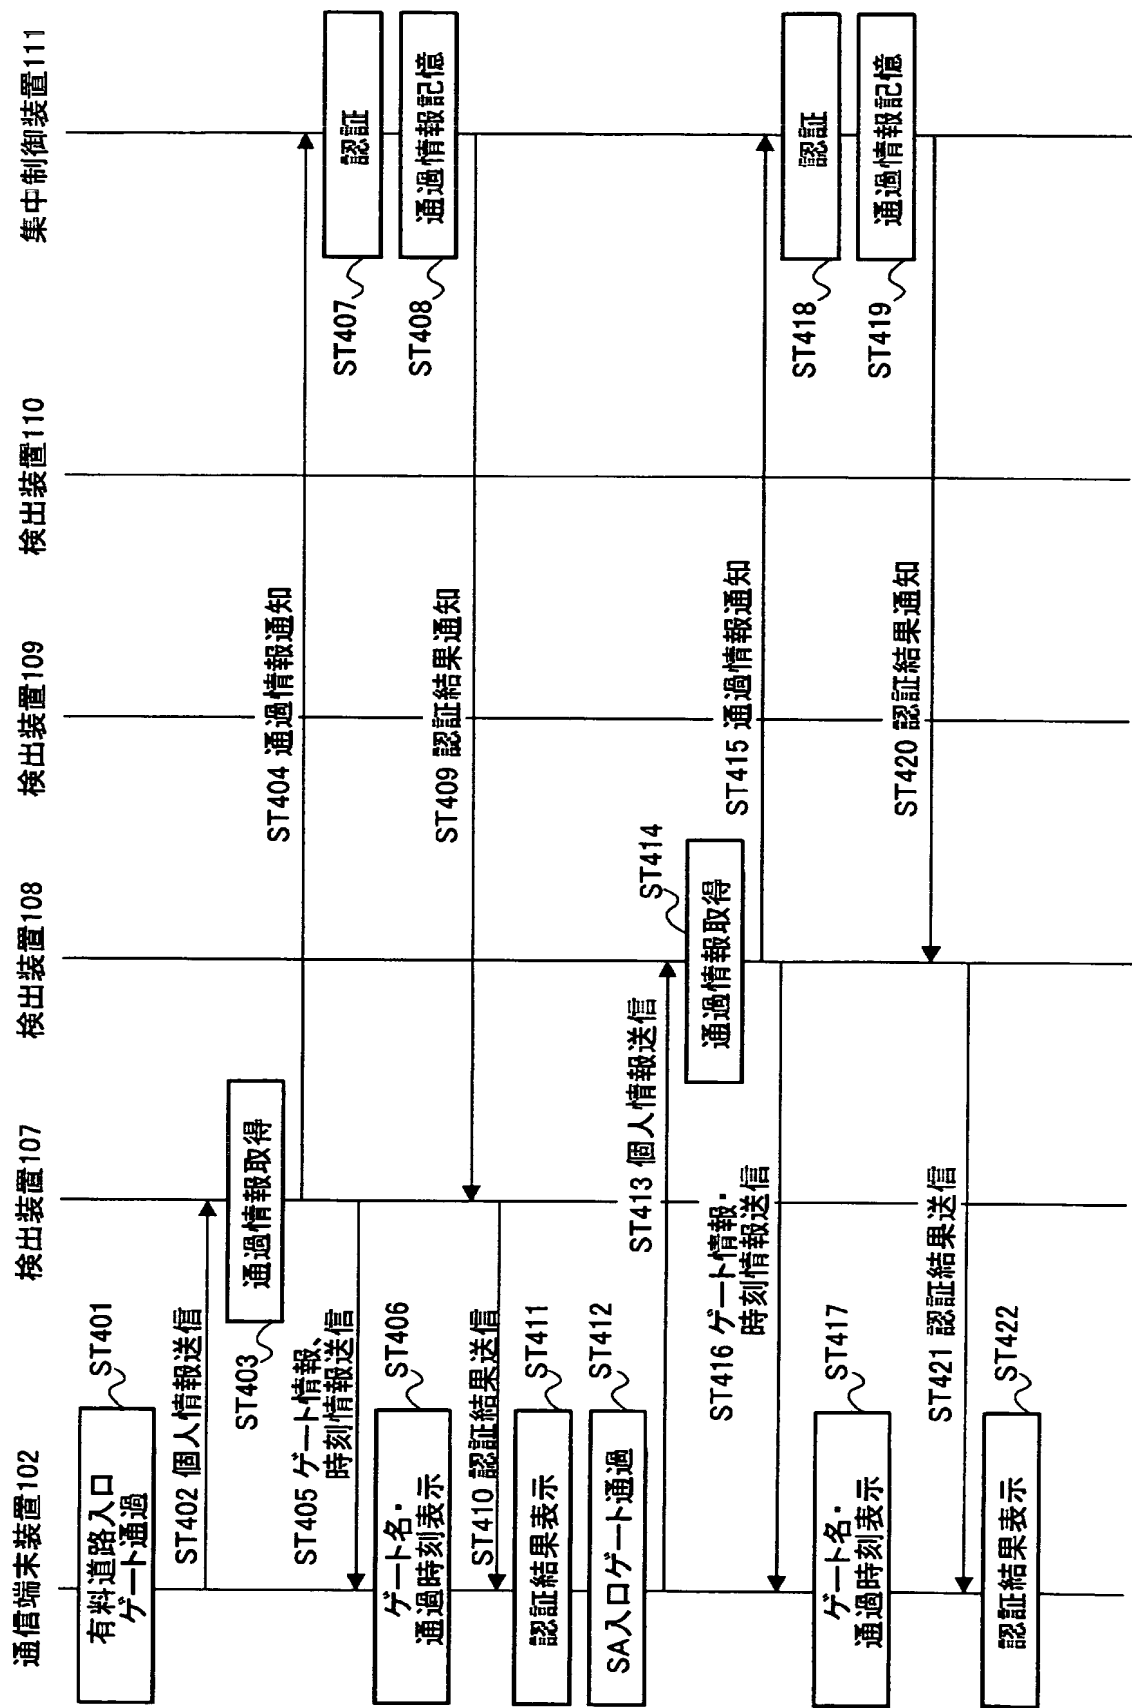 通信端末装置102
検出装置107
検出装置108
検出装置109
検出装置110
集中制御装置111
有料道路入口
ゲート通過
ST401
ST402 個人情報送信
通過情報取得
ST403
ST404 通過情報通知
ST405 ゲート情報、
時刻情報送信
ゲート名・
通過時刻表示
ST406
認証
ST407
通過情報記憶
ST408
ST409 認証結果通知
ST410 認証結果送信
認証結果表示
ST411
SA入口ゲート通過
ST412
ST413 個人情報送信
通過情報取得
ST414
ST415 通過情報通知
ST416 ゲート情報・
時刻情報送信
ゲート名・
通過時刻表示
ST417
認証
ST418
通過情報記憶
ST419
ST420 認証結果通知
ST421 認証結果送信
認証結果表示
ST422